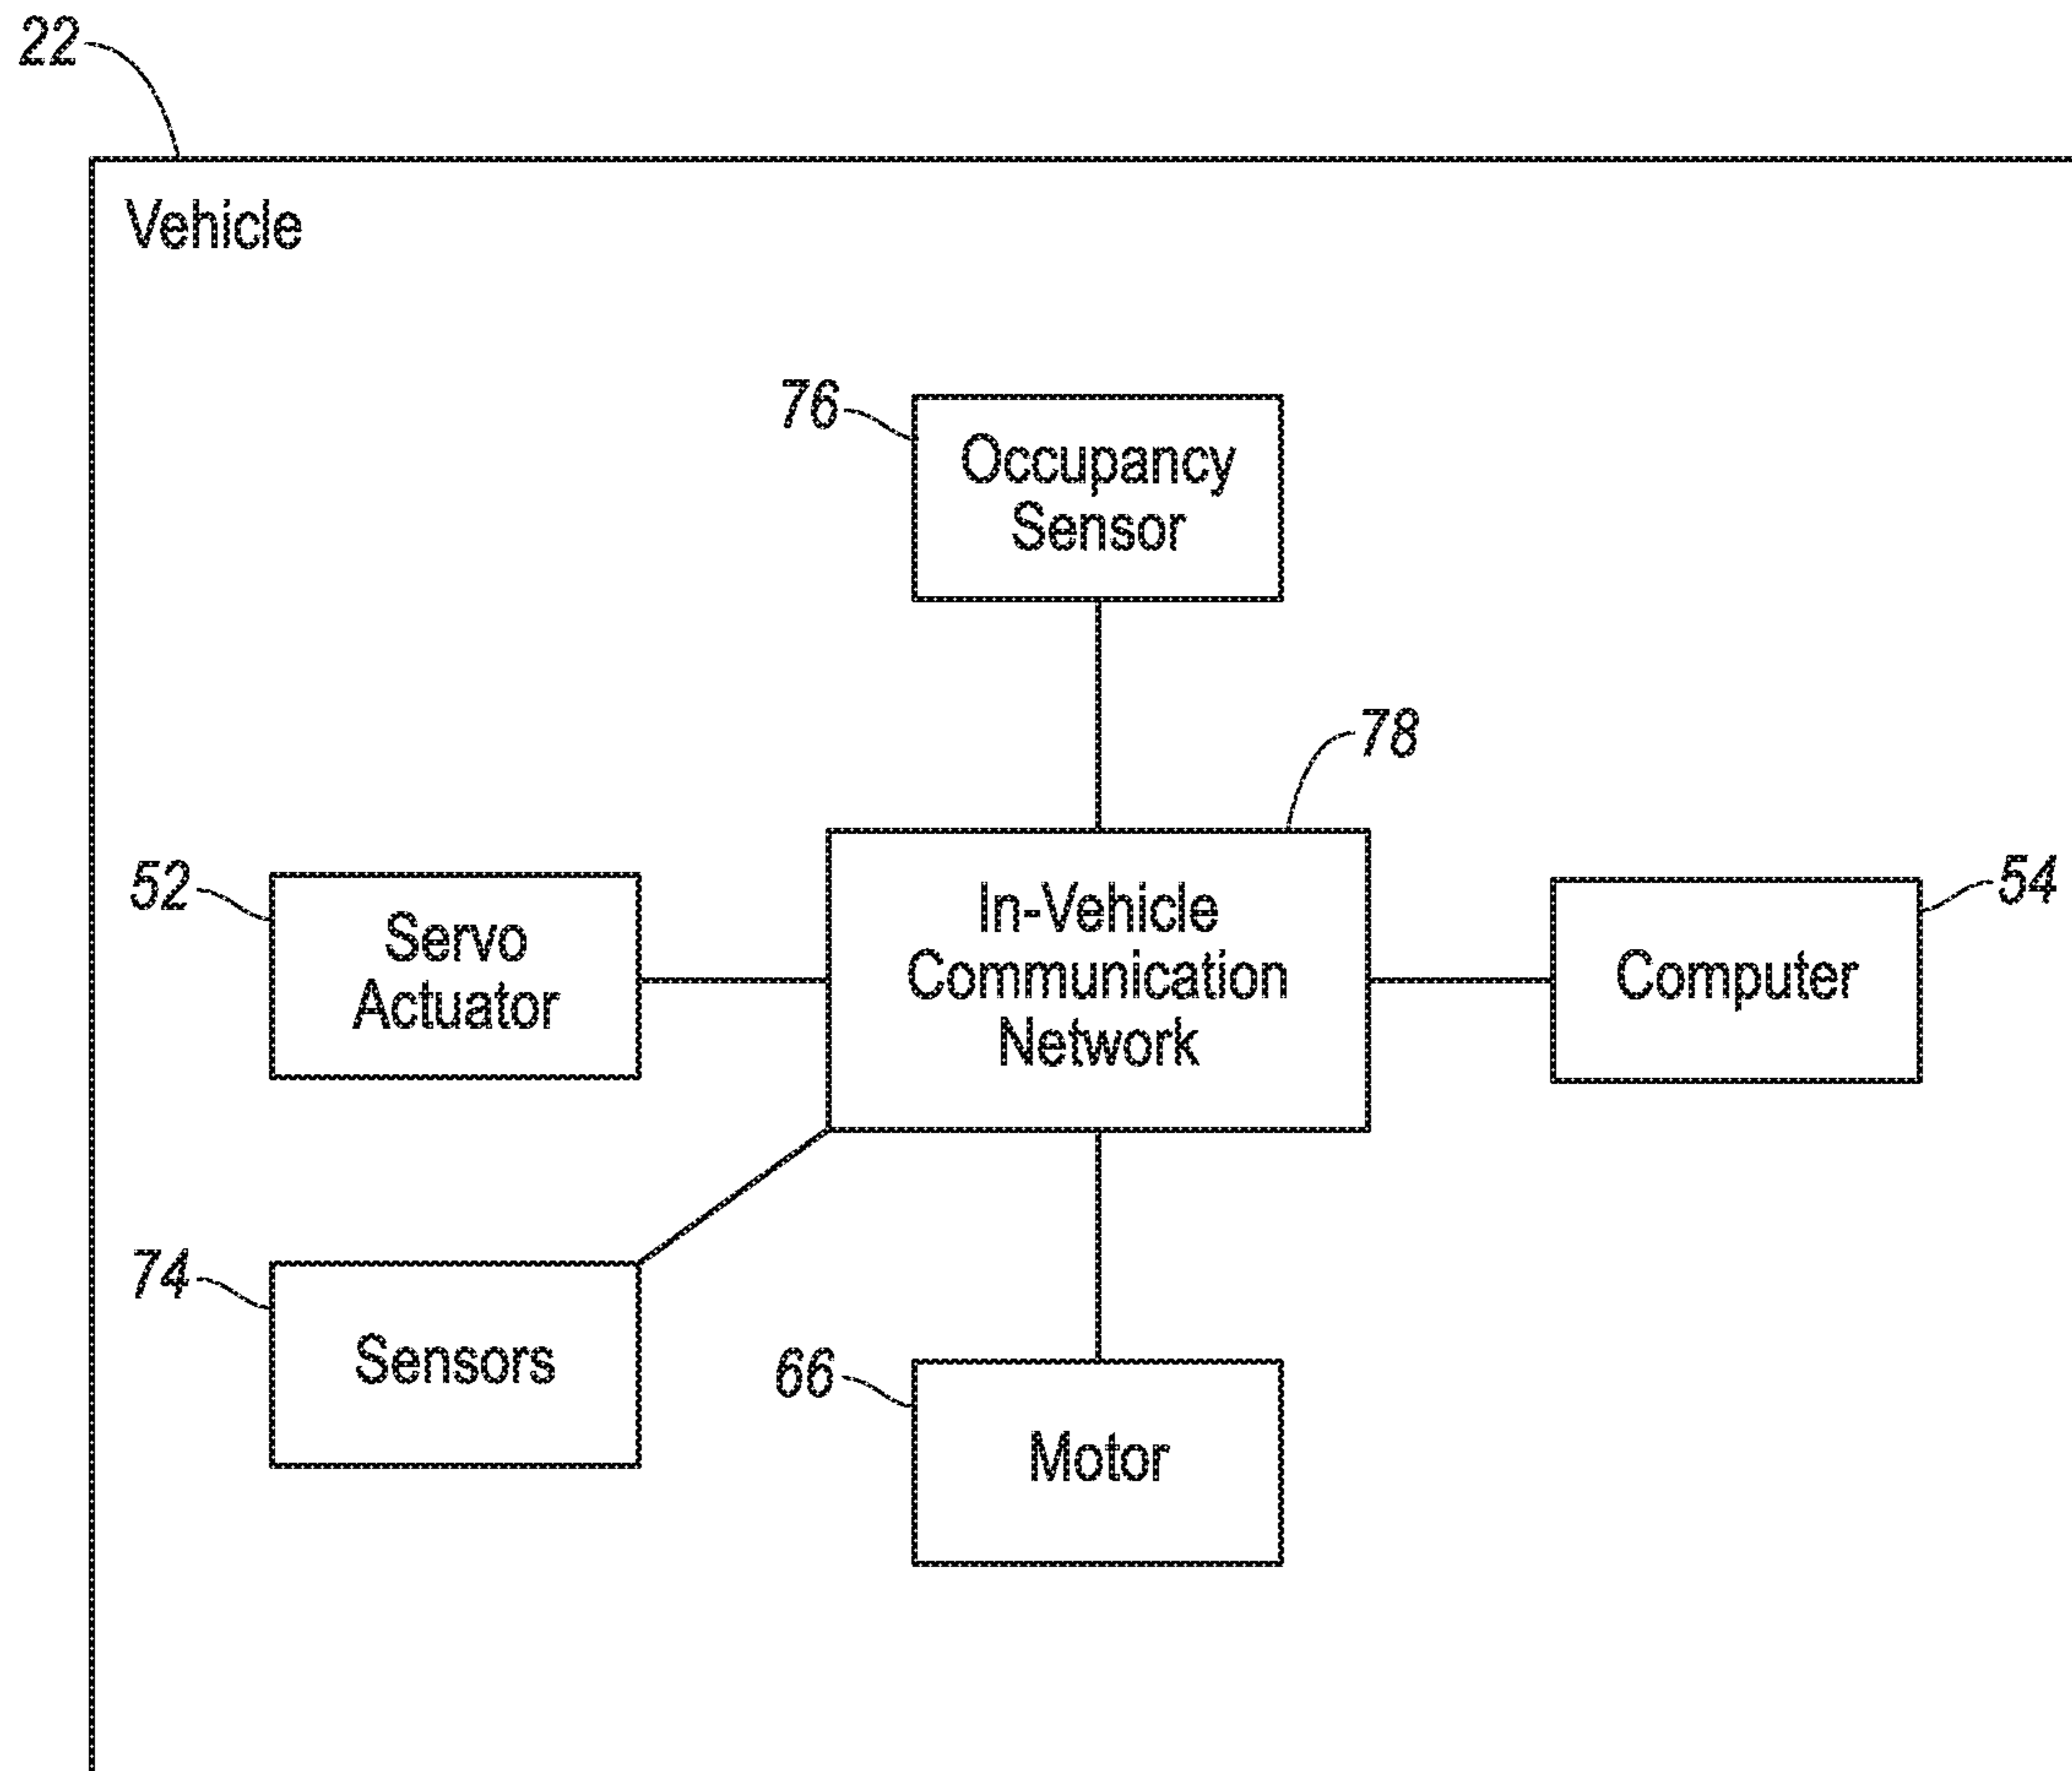 22
Vehicle
76
Occupancy
Sensor
78
52
Servo
Actuator
In-Vehicle
Communication
Network
54
Computer
74
Sensors
66
Motor